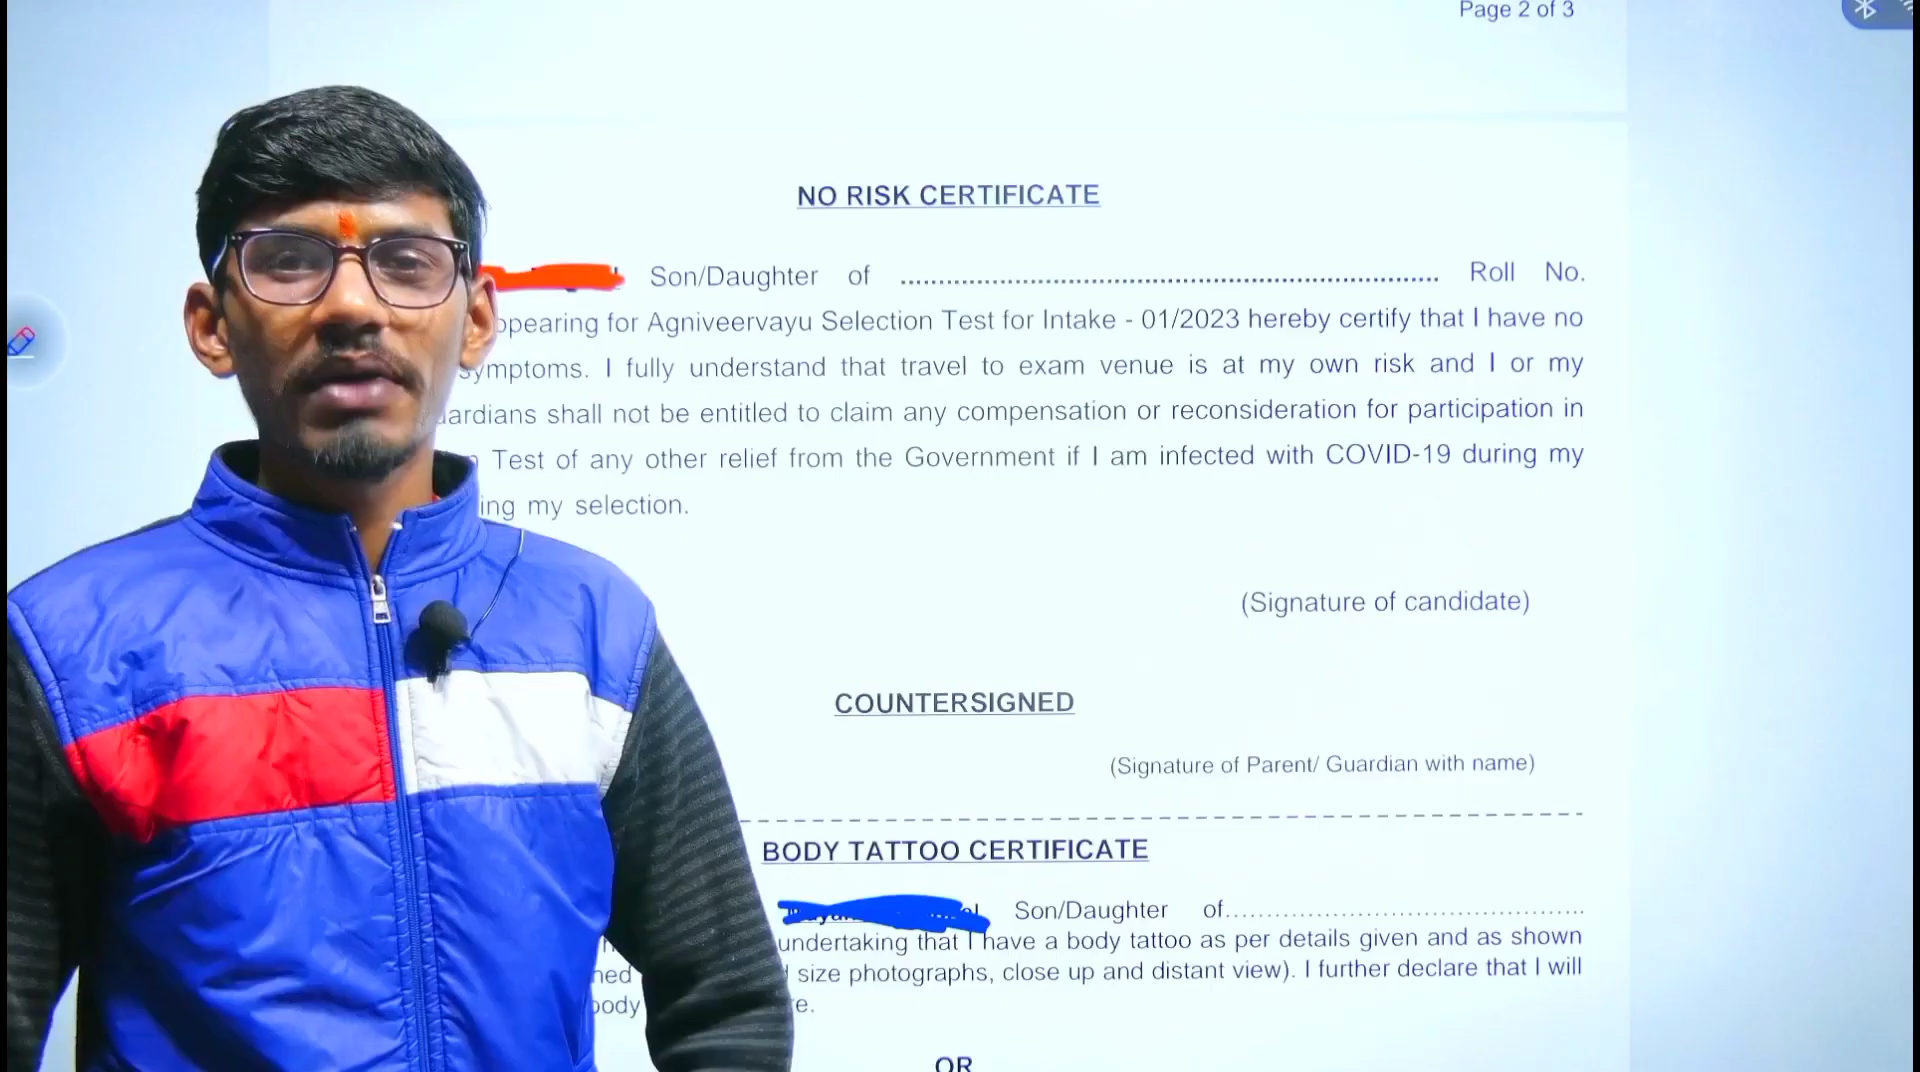 Page 2 of 3
NO RISK CERTIFICATE
Son/Daughter of ................................................................... Roll No.
for Agniveervayu Selection Test for Intake - 01/2023 hereby certify that I have no
symptoms. I fully understand that travel to exam venue is at my own risk and I or my
shall not be entitled to claim any compensation or reconsideration for participation in
Test of any other relief from the Government if I am infected with COVID-19 during my
my selection.
(Signature of candidate)
COUNTERSIGNED
(Signature of Parent/ Guardian with name)
BODY TATTOO CERTIFICATE
Son/Daughter of.......................................
undertaking that I have a body tattoo as per details given and as shown
size photographs, close up and distant view). I further declare that I will
body
OR